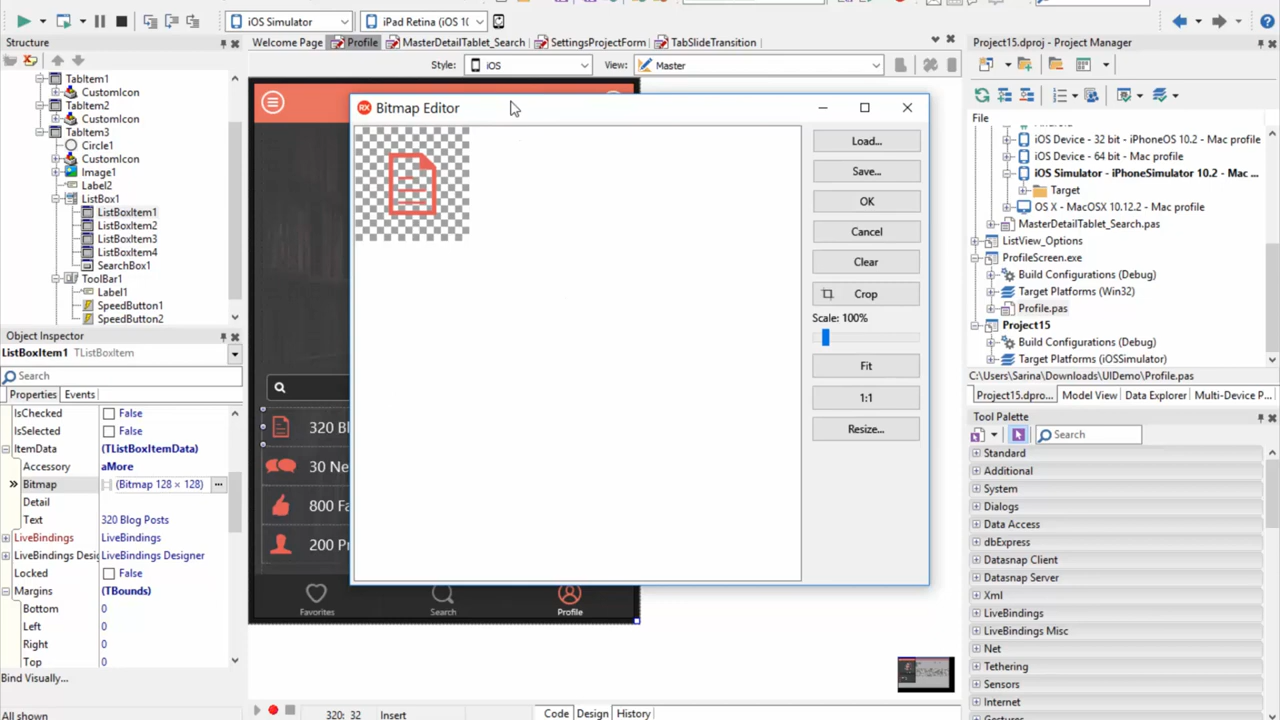 iOS Simulator
iPad Retina (iOS 10
Structure
Welcome Page
Profile
MasterDetailTablet_Search
SettingsProjectForm
TabSlideTransition
Project15.dproj - Project Manager
Style:
iOS
View:
Master
TabItem1
CustomIcon
TabItem2
CustomIcon
TabItem3
Circle1
CustomIcon
Image1
Label2
ListBox1
ListBoxItem1
ListBoxItem2
ListBoxItem3
ListBoxItem4
SearchBox1
ToolBar1
Label1
SpeedButton1
SpeedButton2
Object Inspector
ListBoxItem1 TListBoxItem
Search
Properties
Events
IsChecked
False
IsSelected
False
ItemData
(TListBoxItemData)
Accessory
aMore
Bitmap
(Bitmap 128 × 128)
Detail
Text
320 Blog Posts
LiveBindings
LiveBindings
LiveBindings Desi
LiveBindings Designer
Locked
False
Margins
(TBounds)
Bottom
0
Left
0
Right
0
Top
0
Bind Visually...
All shown
RX
Bitmap Editor
Load...
Save...
OK
Cancel
Clear
Crop
Scale: 100%
Fit
1:1
Resize...
320 Bl
30 Ne
800 Fa
200 Pr
Favorites
Search
Profile
320: 32
Insert
Code
Design
History
File
iOS Device - 32 bit - iPhoneOS 10.2 - Mac profile
iOS Device - 64 bit - Mac profile
iOS Simulator - iPhoneSimulator 10.2 - Mac ...
Target
OS X - MacOSX 10.12.2 - Mac profile
MasterDetailTablet_Search.pas
ListView_Options
ProfileScreen.exe
Build Configurations (Debug)
Target Platforms (Win32)
Profile.pas
Project15
Build Configurations (Debug)
Target Platforms (iOSSimulator)
C:\Users\Sarina\Downloads\UIDemo\Profile.pas
Project15.dpro...
Model View
Data Explorer
Multi-Device P...
Tool Palette
Search
Standard
Additional
System
Dialogs
Data Access
dbExpress
Datasnap Client
Datasnap Server
Xml
LiveBindings
LiveBindings Misc
Net
Tethering
Sensors
Internet